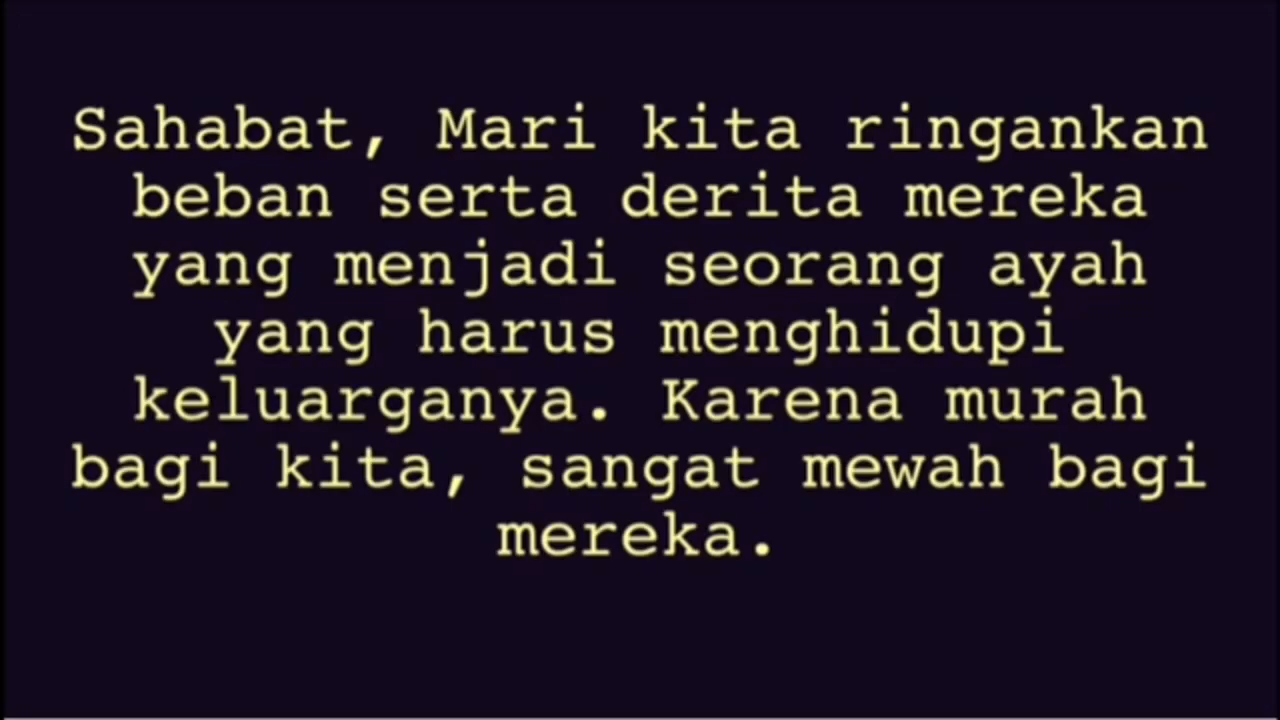 Sahabat, Mari kita ringankan
beban serta derita mereka
yang menjadi seorang ayah
yang harus menghidupi
keluarganya. Karena murah
bagi kita, sangat mewah bagi
mereka.